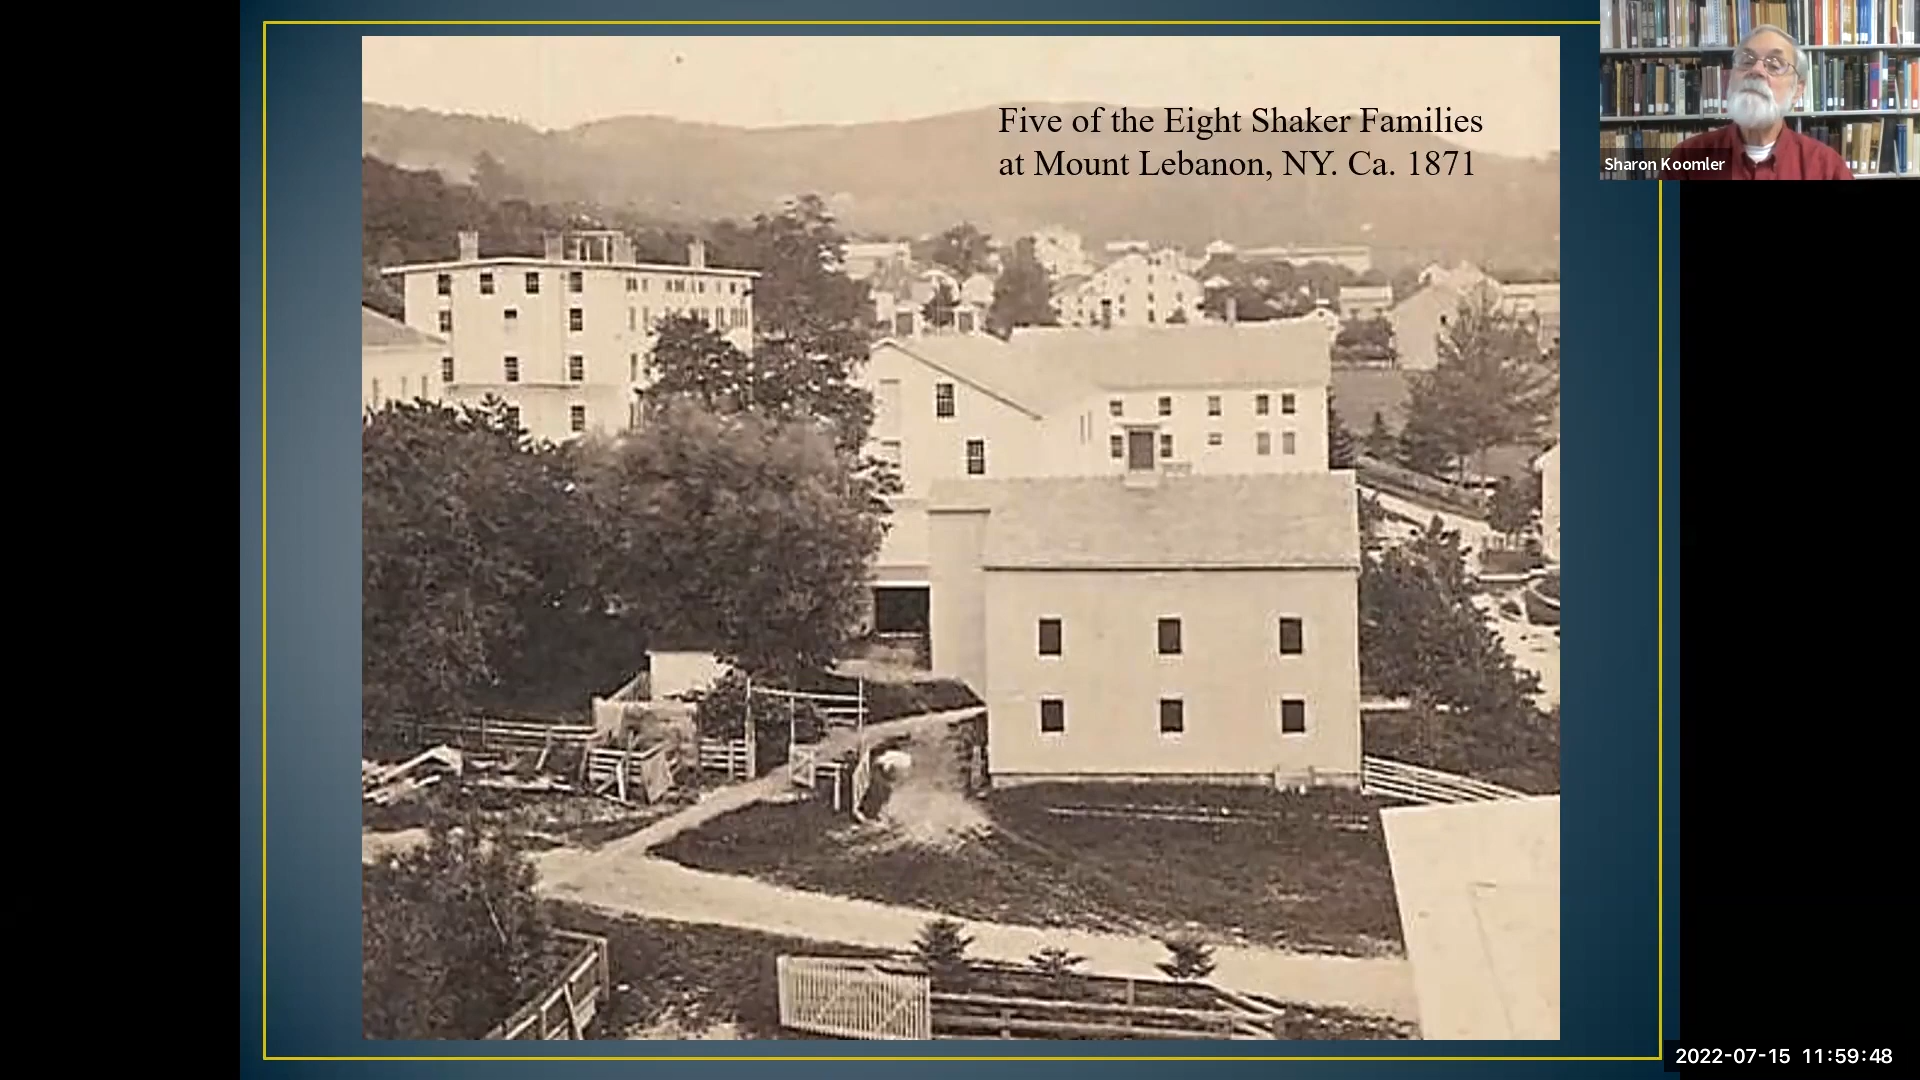 Five of the Eight Shaker Families
at Mount Lebanon, NY. Ca. 1871
Sharon Koomler
2022-07-15 11:59:48